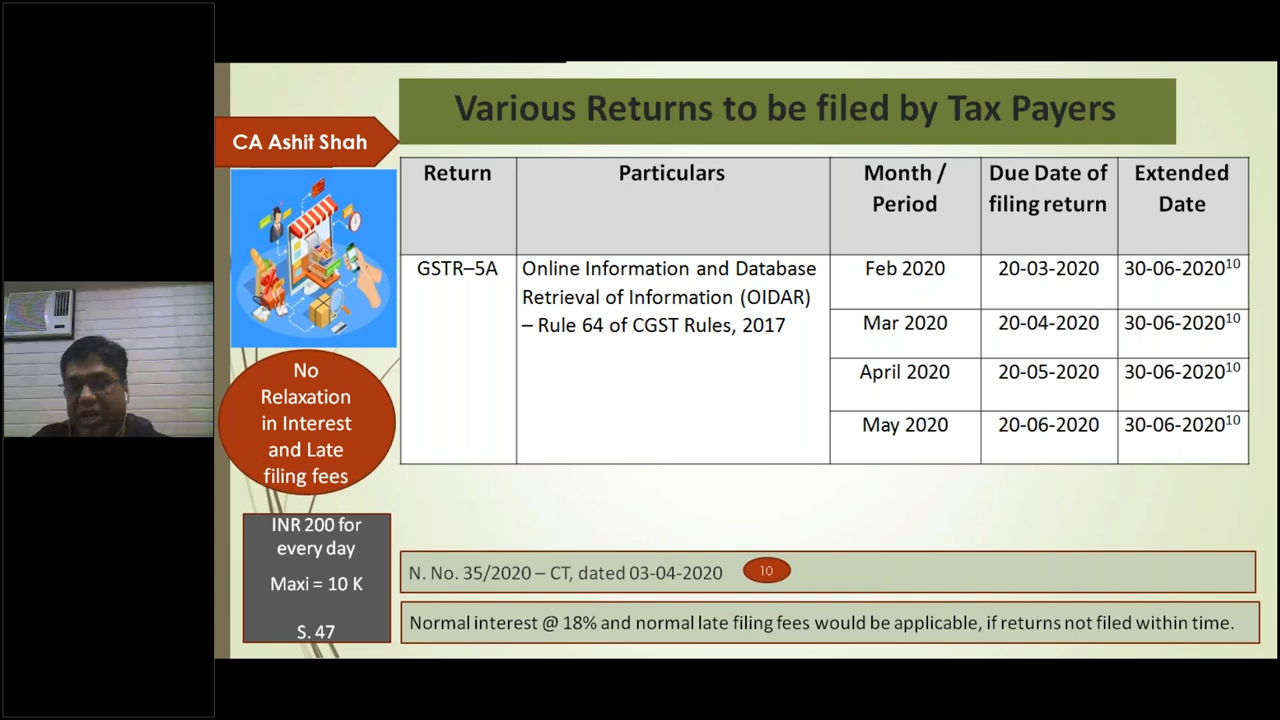 Various Returns to be filed by Tax Payers
CA Ashit Shah
Return Particulars Month / Period Due Date of filing return Extended Date
GSTR–5A
Online Information and Database
Retrieval of Information (OIDAR)
– Rule 64 of CGST Rules, 2017
Feb 2020 20-03-2020 30-06-2020¹⁰
Mar 2020 20-04-2020 30-06-2020¹⁰
April 2020 20-05-2020 30-06-2020¹⁰
May 2020 20-06-2020 30-06-2020¹⁰
No
Relaxation
in Interest
and Late
filing fees
INR 200 for
every day
Maxi = 10 K
S. 47
N. No. 35/2020 – CT, dated 03-04-2020 10
Normal interest @ 18% and normal late filing fees would be applicable, if returns not filed within time.